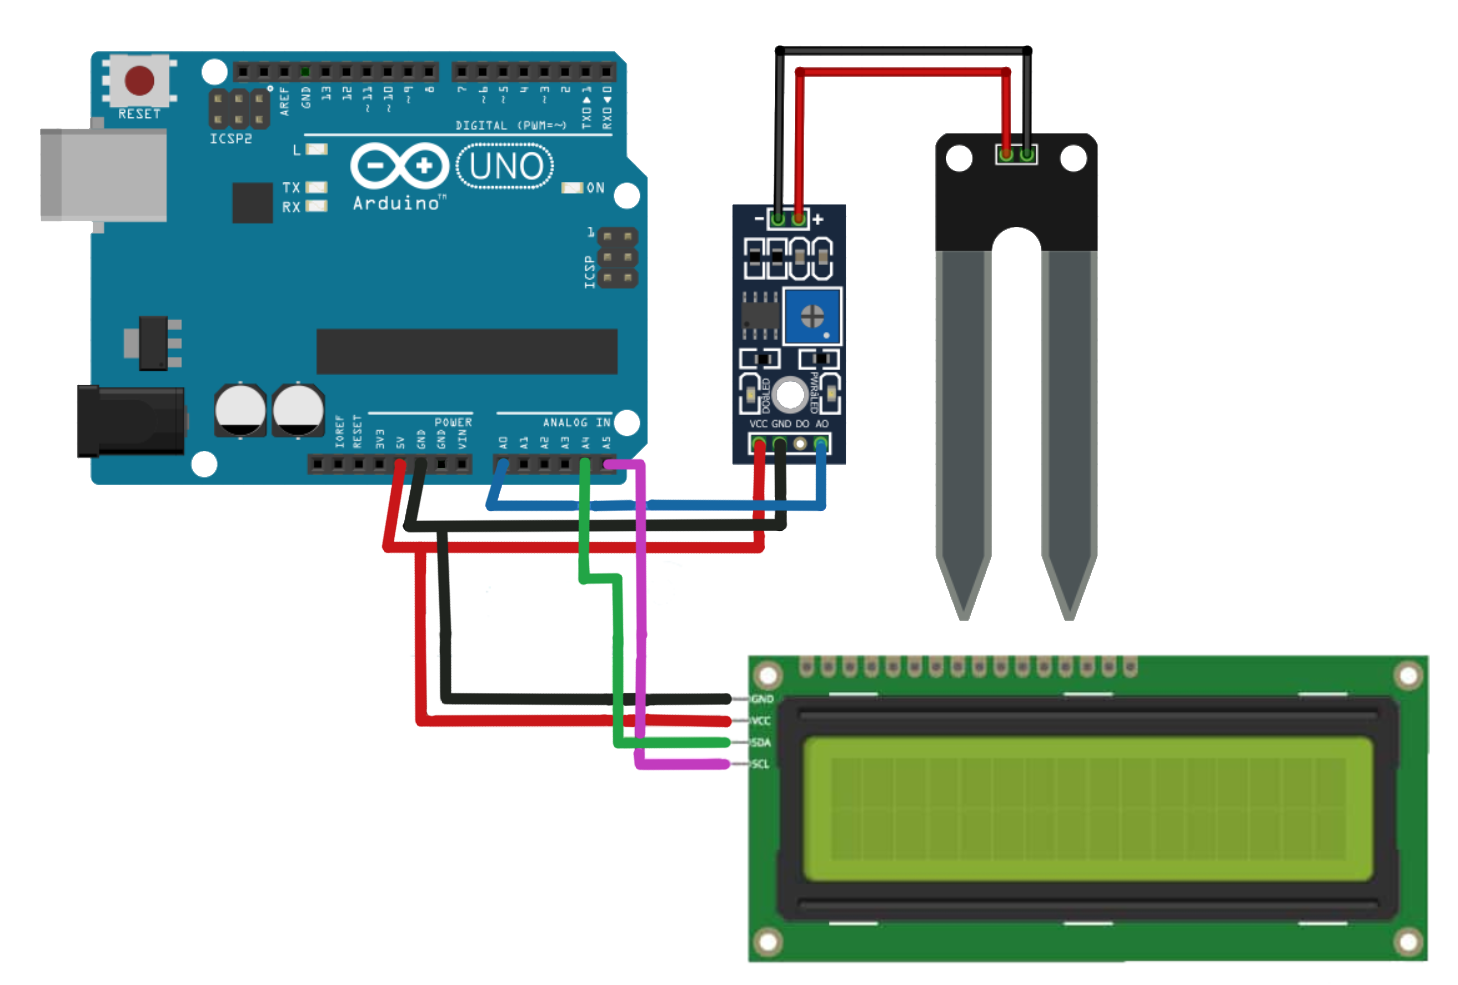 RESET
ICSP2
AREF
GND
13
12
~11
~10
~9
8
7
~6
~5
4
~3
2
TX0 ▶ 1
RX0 ◀ 0
DIGITAL (PWM=~)
L
TX
RX
Arduino™
UNO
ON
1
ICSP
IOREF
RESET
3V3
5V
GND
GND
VIN
POWER
ANALOG IN
A0
A1
A2
A3
A4
A5
- +
DO-LED
PWR-LED
VCC GND DO AO
GND
VCC
SDA
SCL